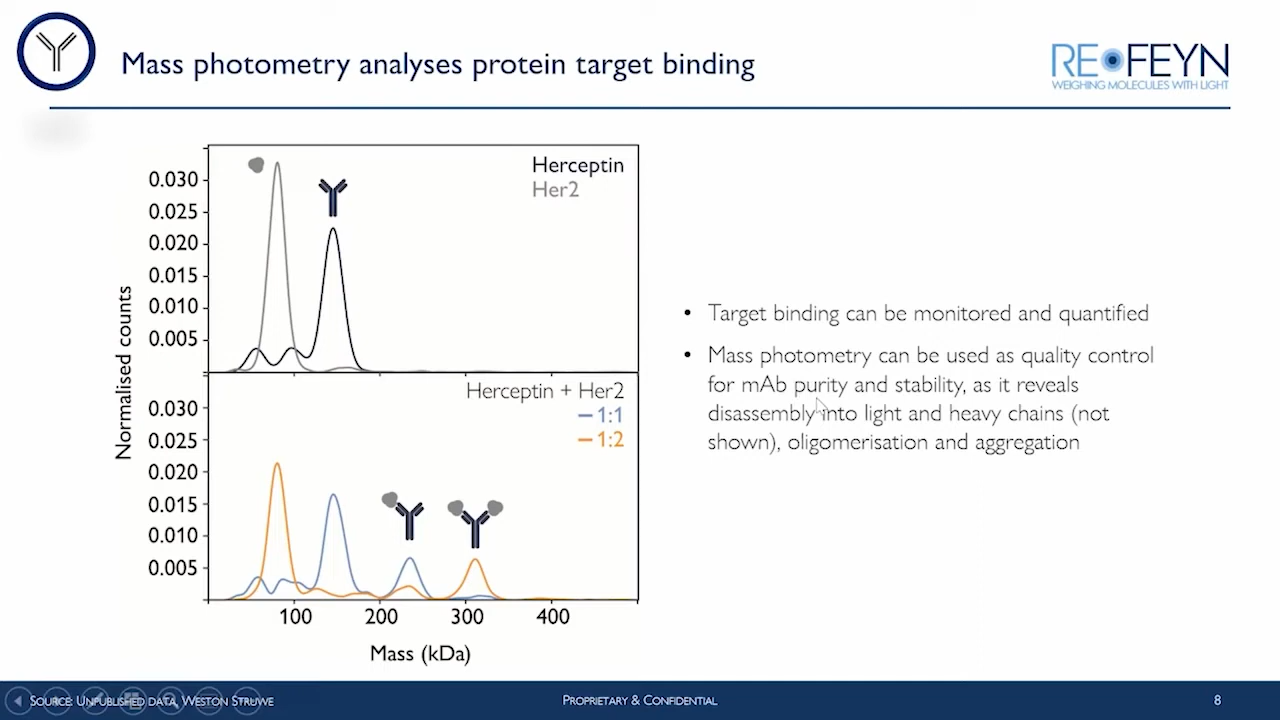 Mass photometry analyses protein target binding
REFEYN
WEIGHING MOLECULES WITH LIGHT
Herceptin
Her2
0.030
0.025
0.020
0.015
0.010
0.005
Normalised counts
Herceptin + Her2
1:1
1:2
0.030
0.025
0.020
0.015
0.010
0.005
100 200 300 400
Mass (kDa)
• Target binding can be monitored and quantified
• Mass photometry can be used as quality control
for mAb purity and stability, as it reveals
disassembly into light and heavy chains (not
shown), oligomerisation and aggregation
SOURCE: UNPUBLISHED DATA, WESTON STRUWE
PROPRIETARY & CONFIDENTIAL
8